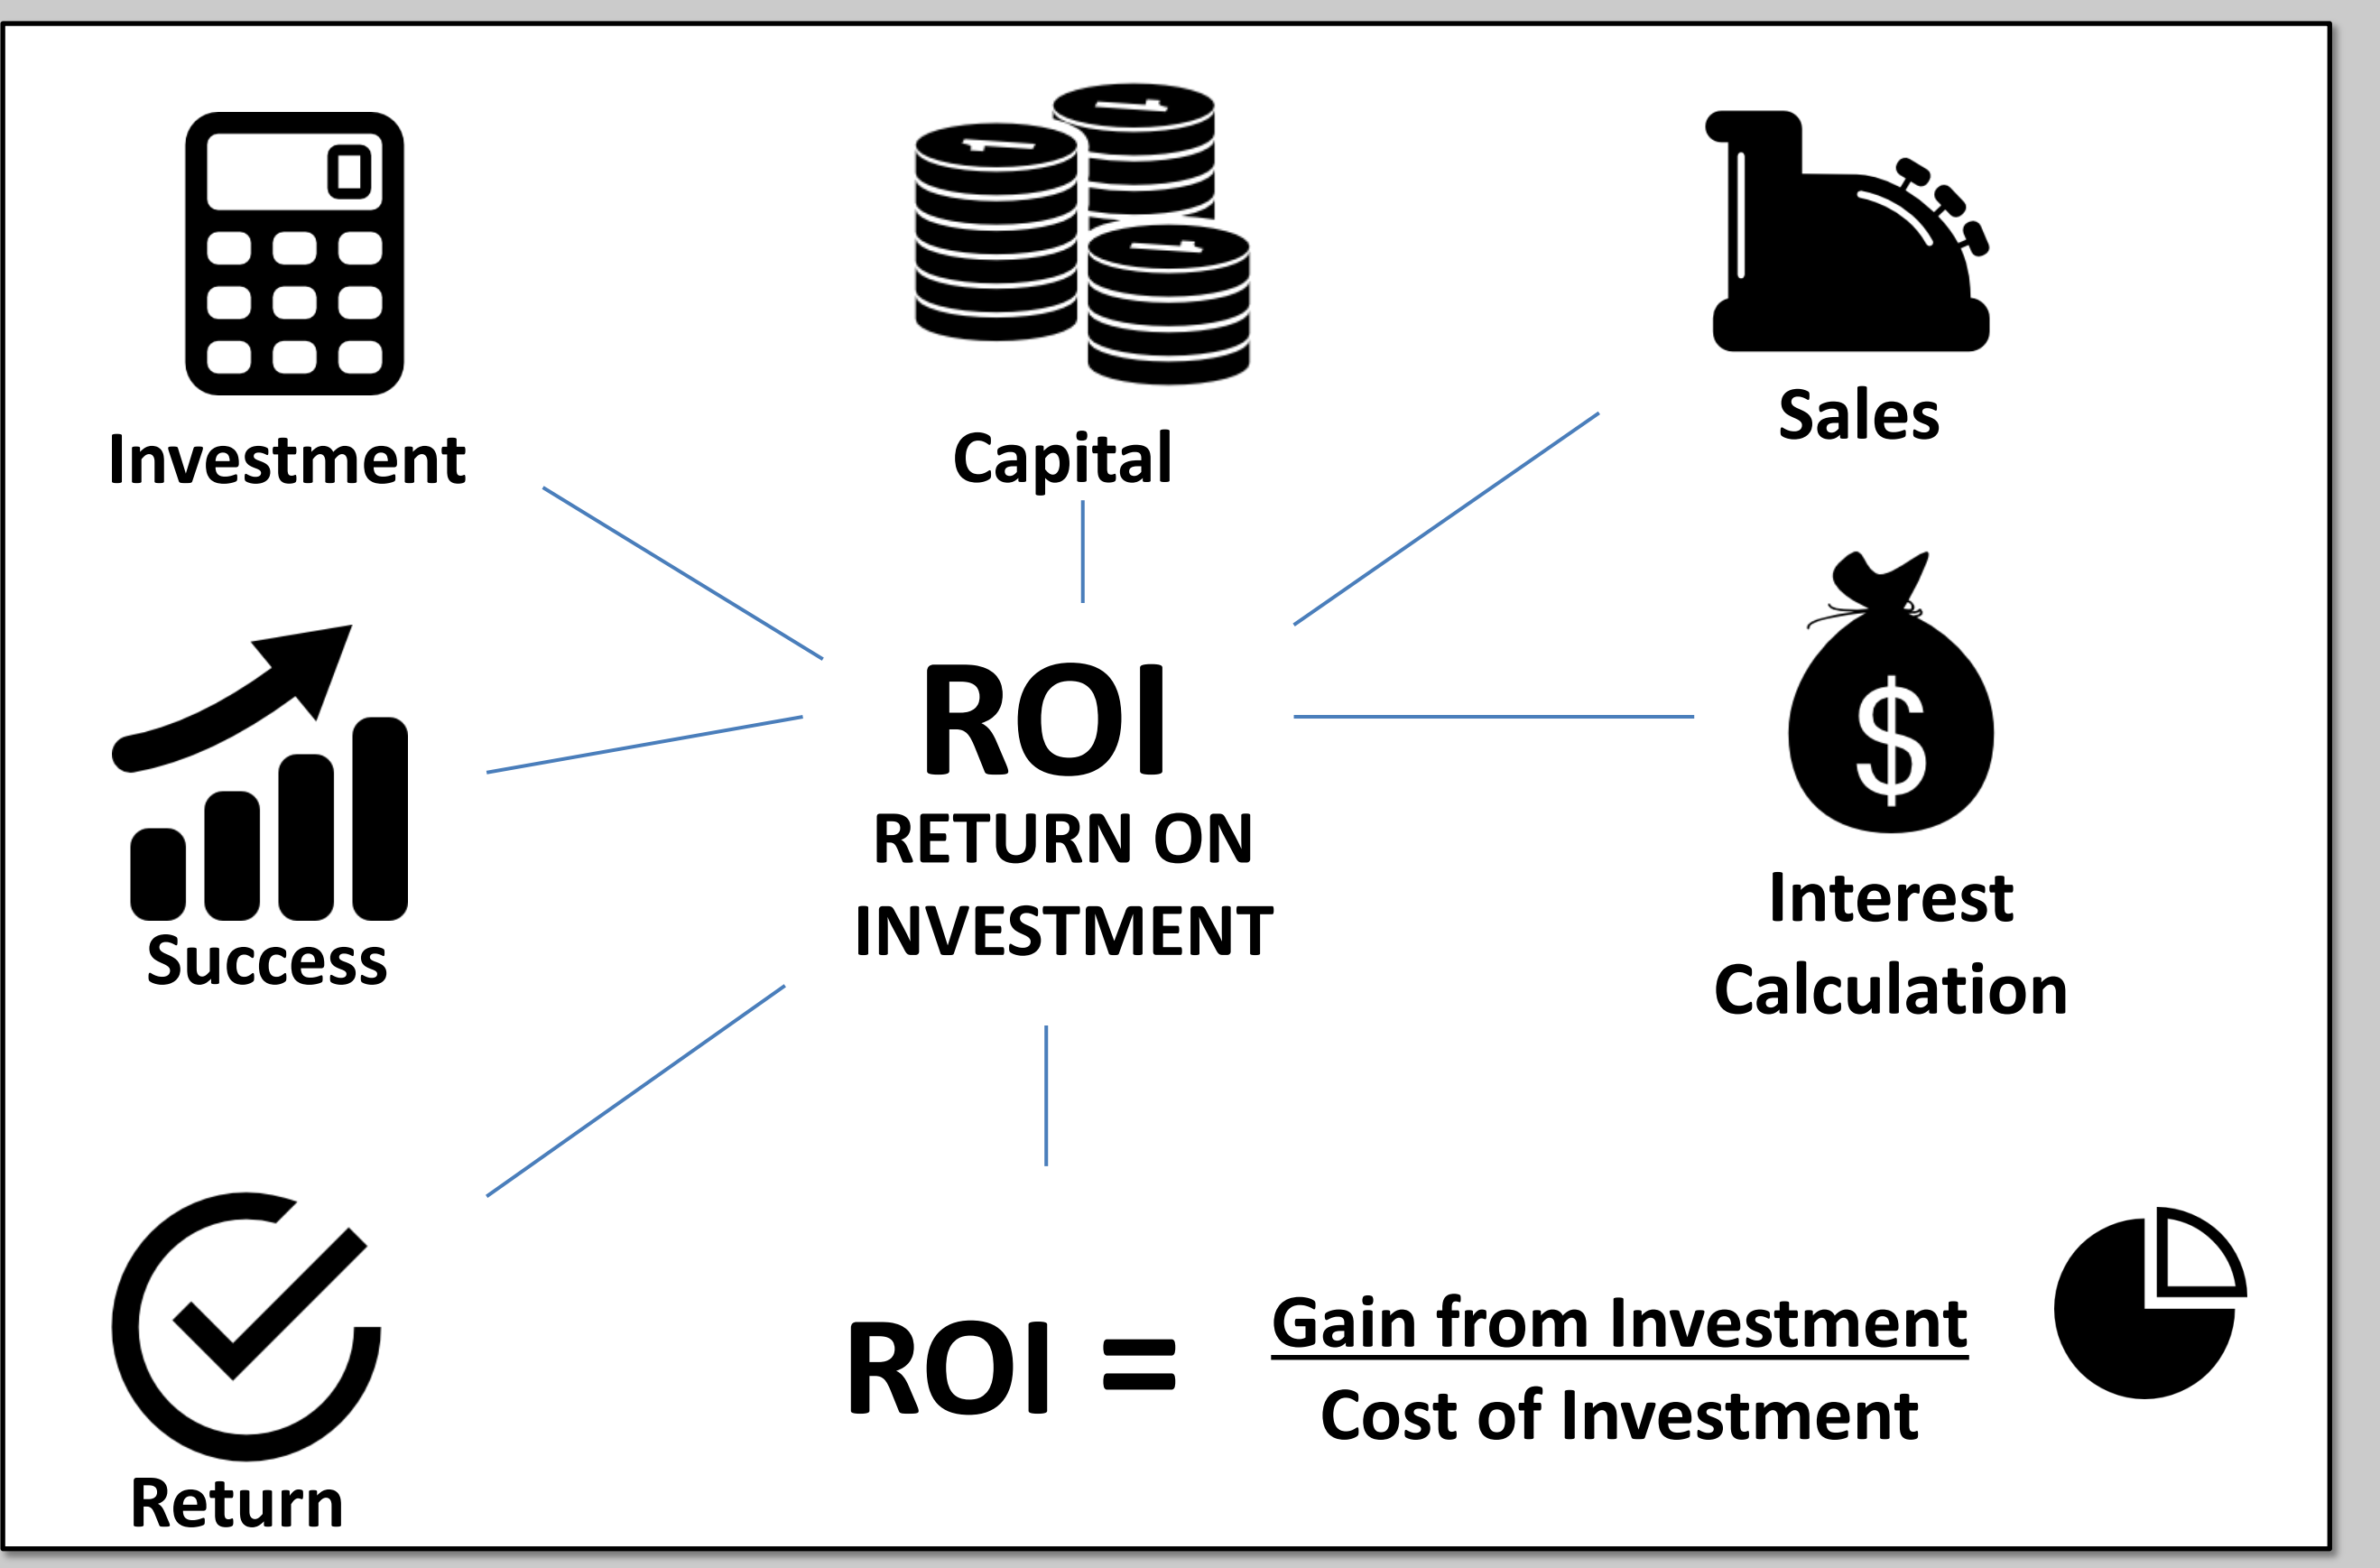 Investment
Capital
Sales
ROI
RETURN ON
INVESTMENT
Success
$
Interest
Calculation
Return
ROI =
Gain from Investment
Cost of Investment